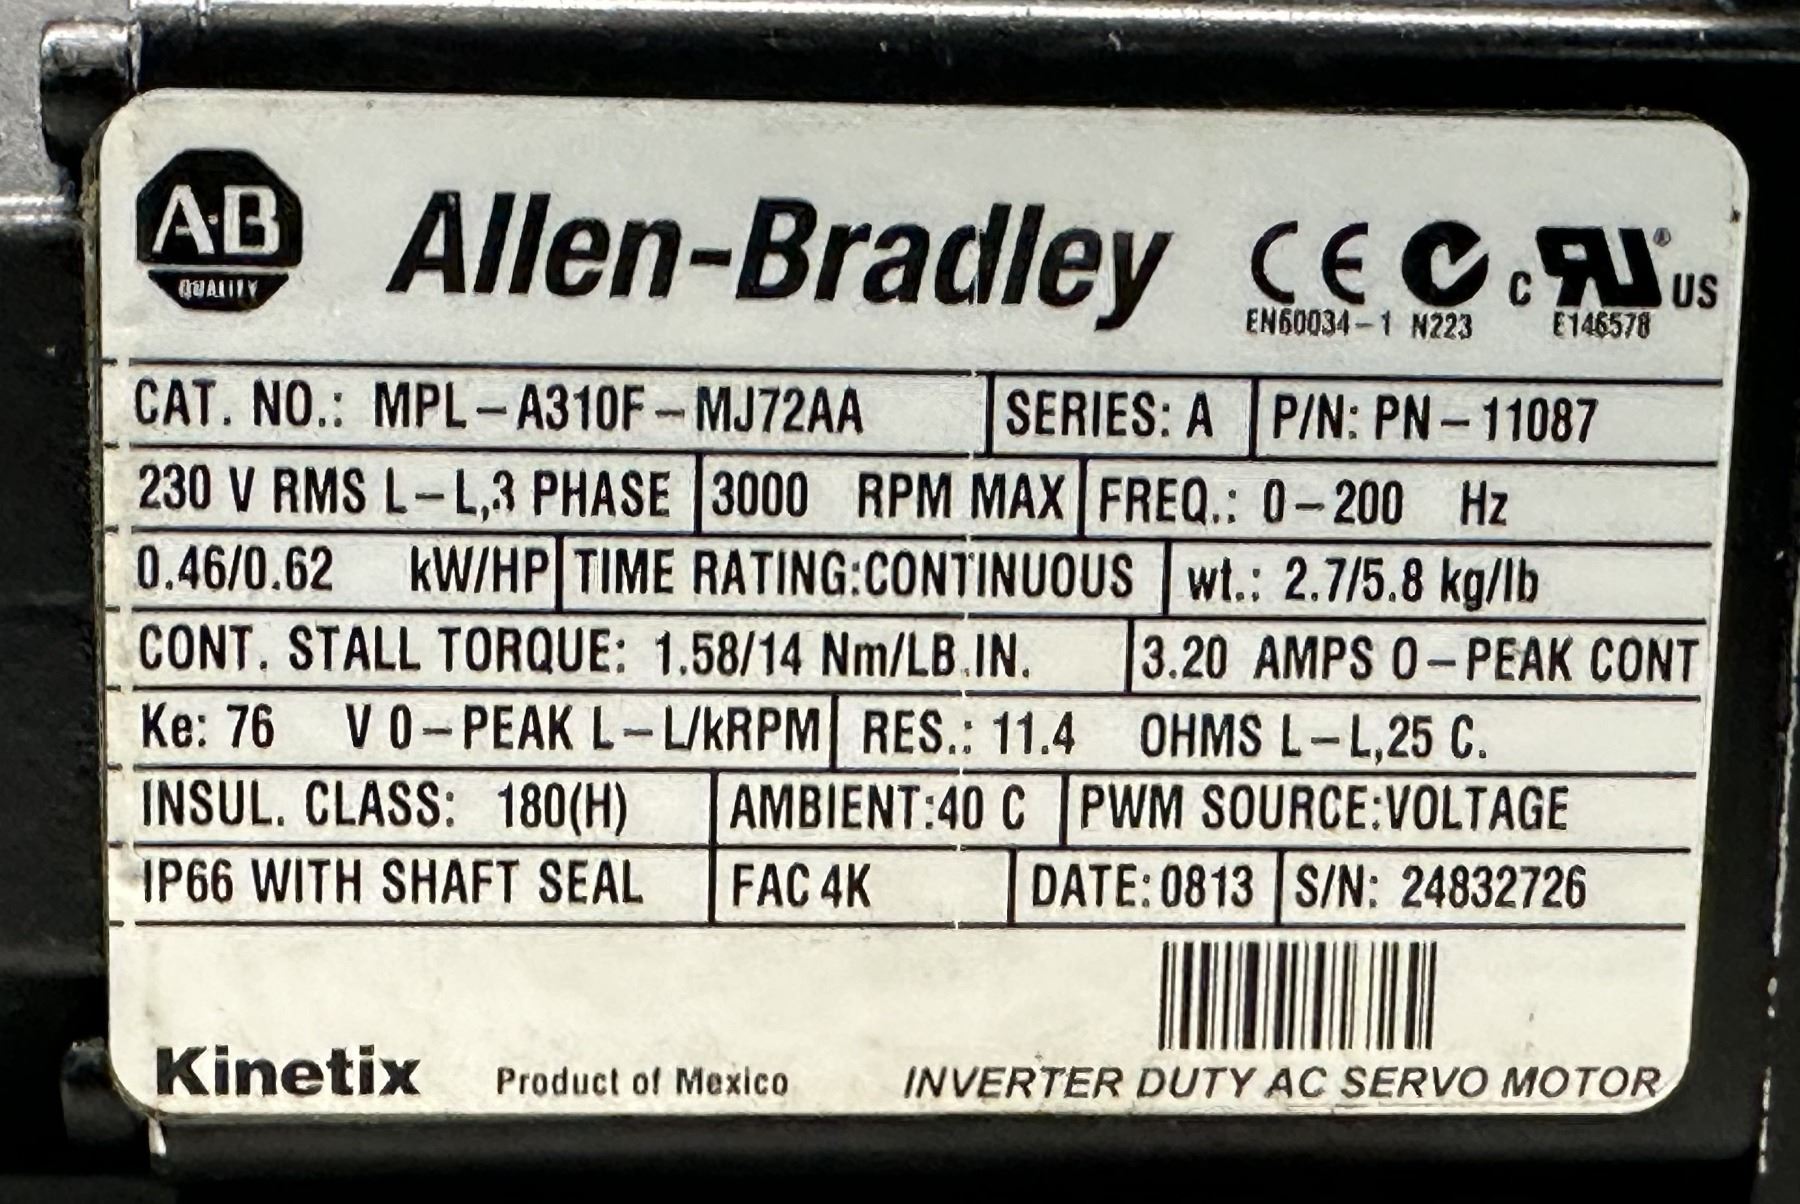 A-B QUALITY Allen-Bradley CE C c RU ® US
EN60034-1 N223 E146578
CAT. NO.: MPL-A310F-MJ72AA SERIES: A P/N: PN-11087
230 V RMS L-L,3 PHASE 3000 RPM MAX FREQ.: 0-200 Hz
0.46/0.62 kW/HP TIME RATING:CONTINUOUS wt.: 2.7/5.8 kg/lb
CONT. STALL TORQUE: 1.58/14 Nm/LB.IN. 3.20 AMPS 0-PEAK CONT
Ke: 76 V 0-PEAK L-L/kRPM RES.: 11.4 OHMS L-L,25 C.
INSUL. CLASS: 180(H) AMBIENT:40 C PWM SOURCE:VOLTAGE
IP66 WITH SHAFT SEAL FAC 4K DATE:0813 S/N: 24832726
Kinetix Product of Mexico INVERTER DUTY AC SERVO MOTOR